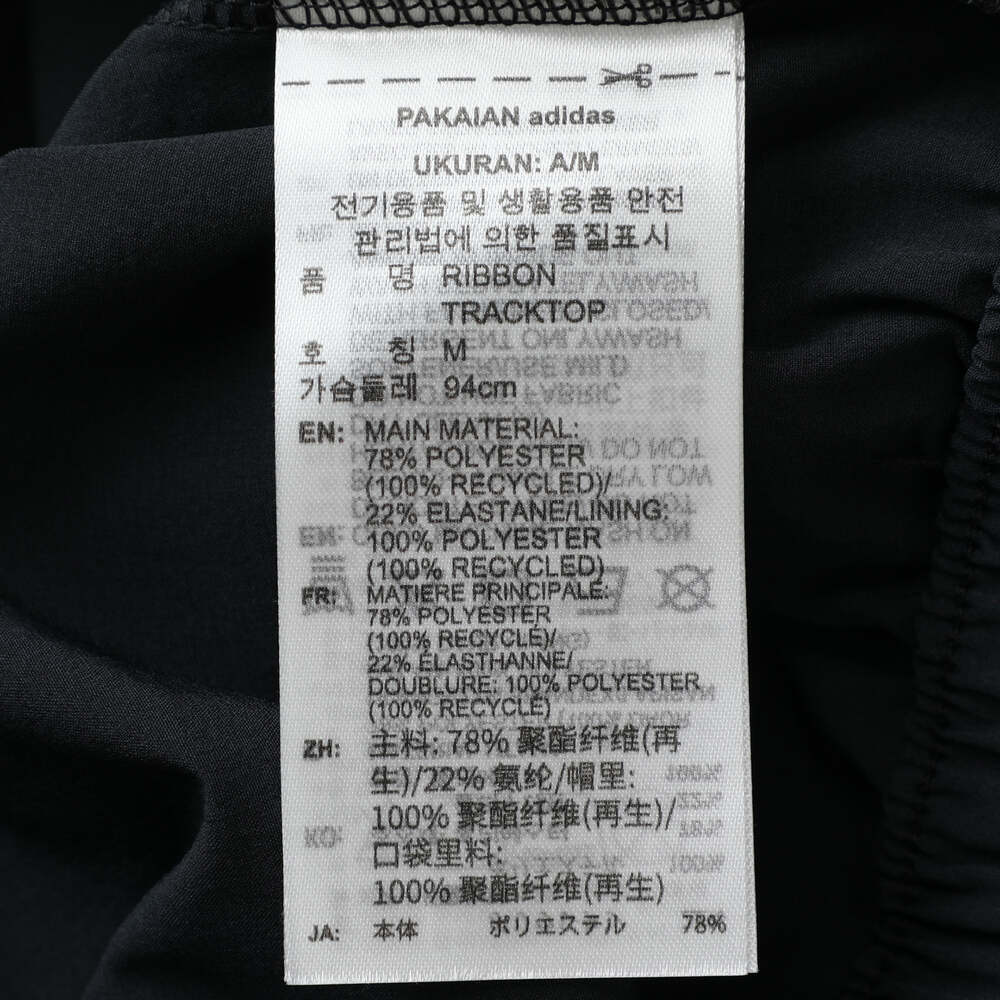 PAKAIAN adidas
UKURAN: A/M
전기용품 및 생활용품 안전
관리법에 의한 품질표시
품 명 RIBBON
TRACKTOP
호 칭 M
가슴둘레 94cm
EN: MAIN MATERIAL:
78% POLYESTER
(100% RECYCLED)/
22% ELASTANE/LINING:
100% POLYESTER
(100% RECYCLED)
FR: MATIERE PRINCIPALE:
78% POLYESTER
(100% RECYCLÉ)/
22% ÉLASTHANNE/
DOUBLURE: 100% POLYESTER
(100% RECYCLÉ)
ZH: 主料: 78% 聚酯纤维(再
生)/22% 氨纶/帽里:
100% 聚酯纤维(再生)/
口袋里料:
100% 聚酯纤维(再生)
JA: 本体 ポリエステル 78%